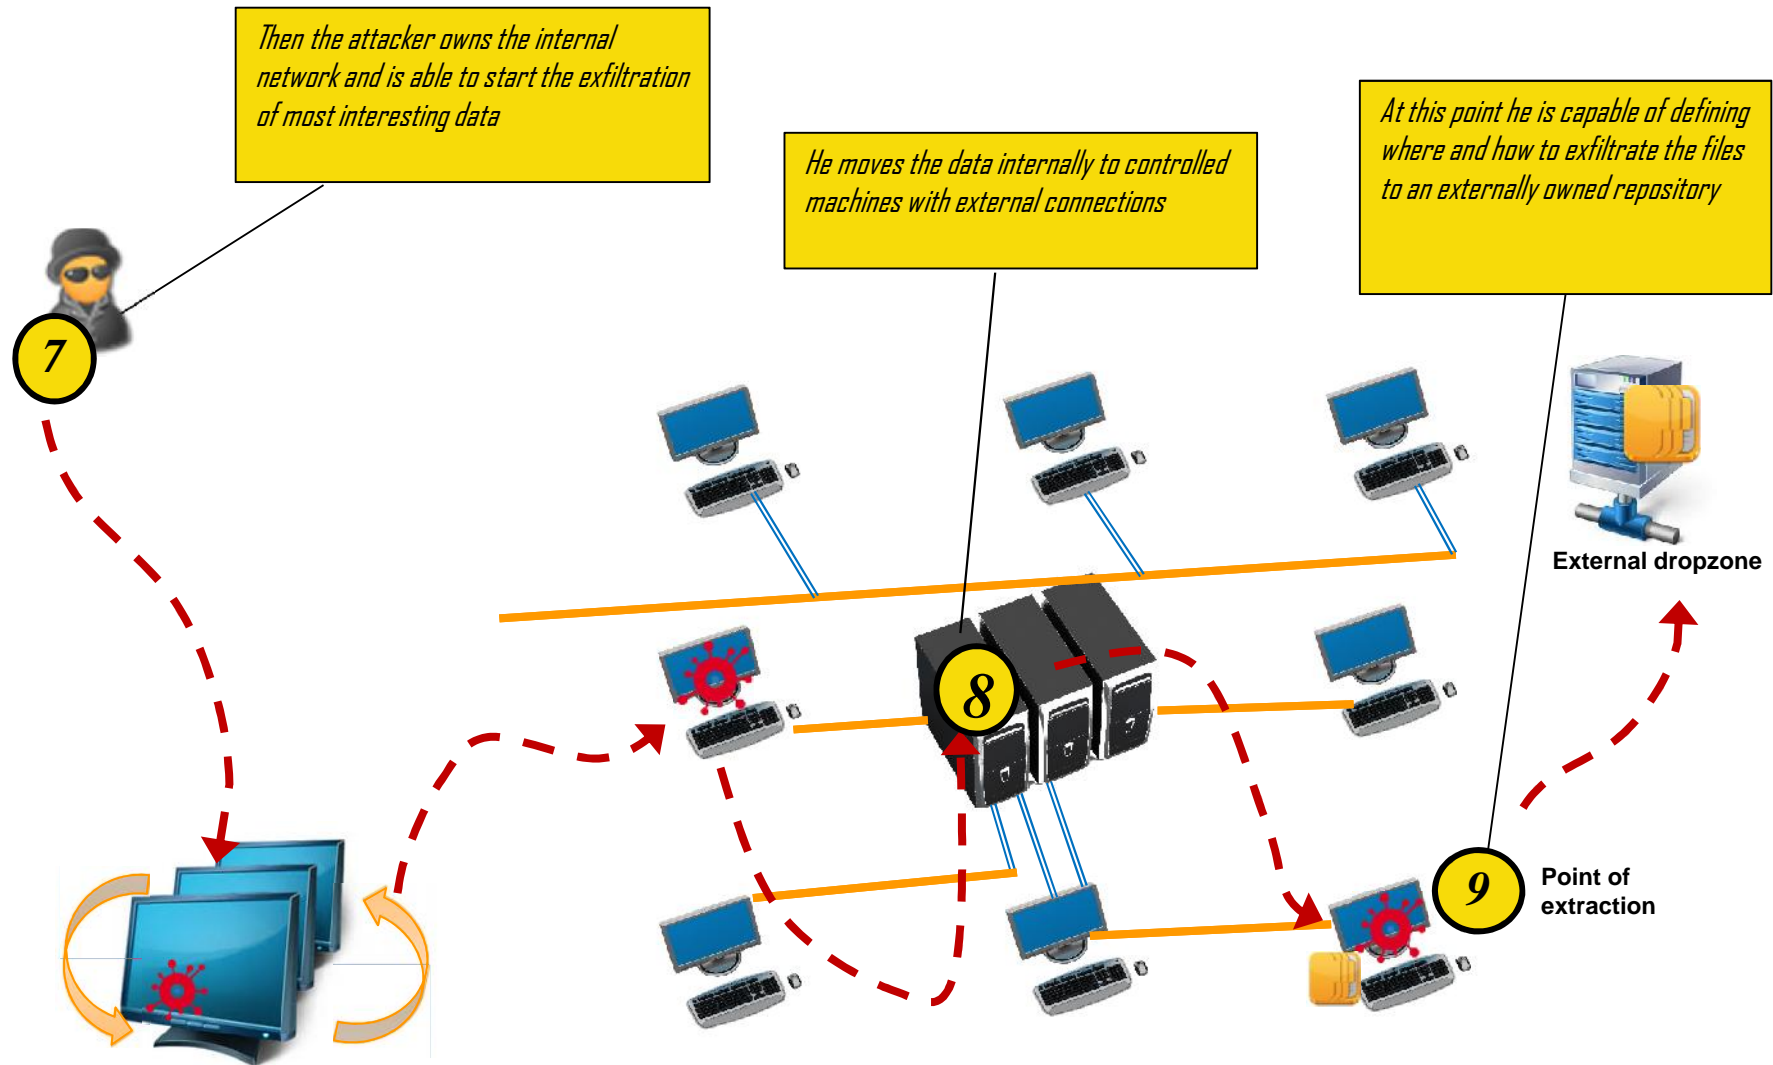 Then the attacker owns the internal
network and is able to start the exfiltration
of most interesting data
At this point he is capable of defining
where and how to exfiltrate the files
to an externally owned repository
He moves the data internally to controlled
machines with external connections
7
External dropzone
8
9
Point of
extraction